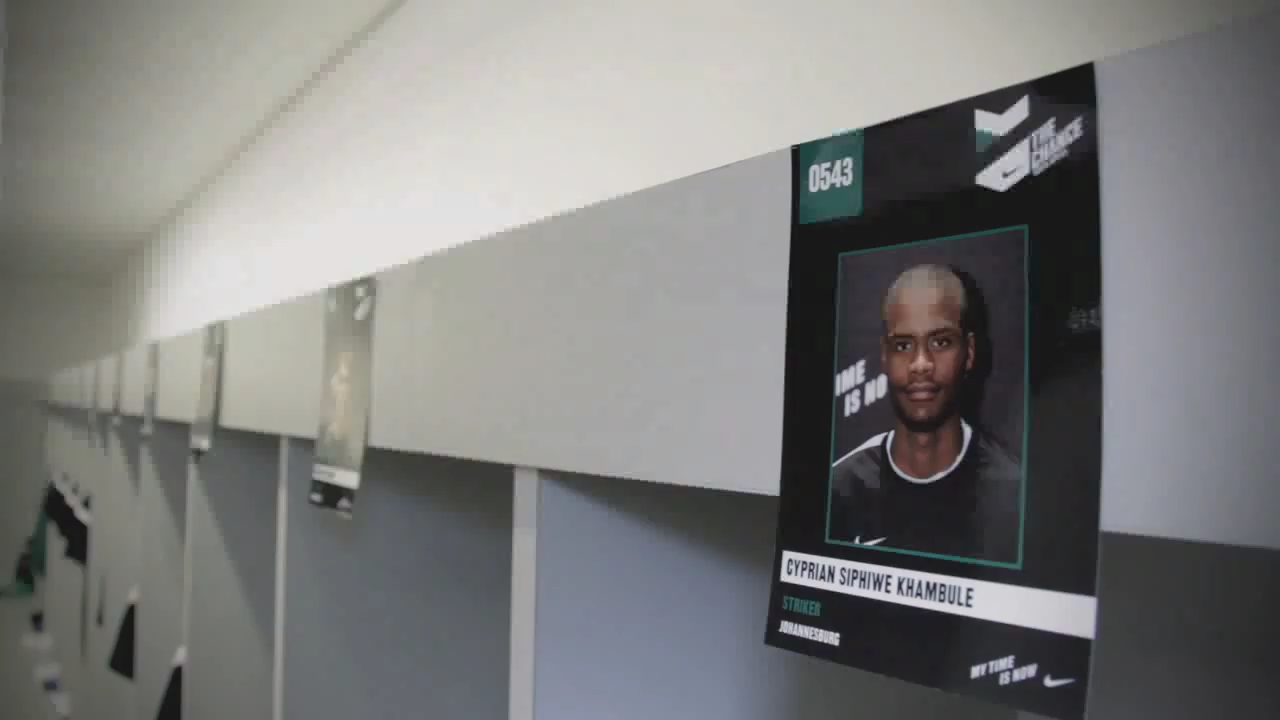 0543
THE
CHANCE
IME
IS NO
CYPRIAN SIPHIWE KHAMBULE
STRIKER
JOHANNESBURG
MY TIME
IS NOW